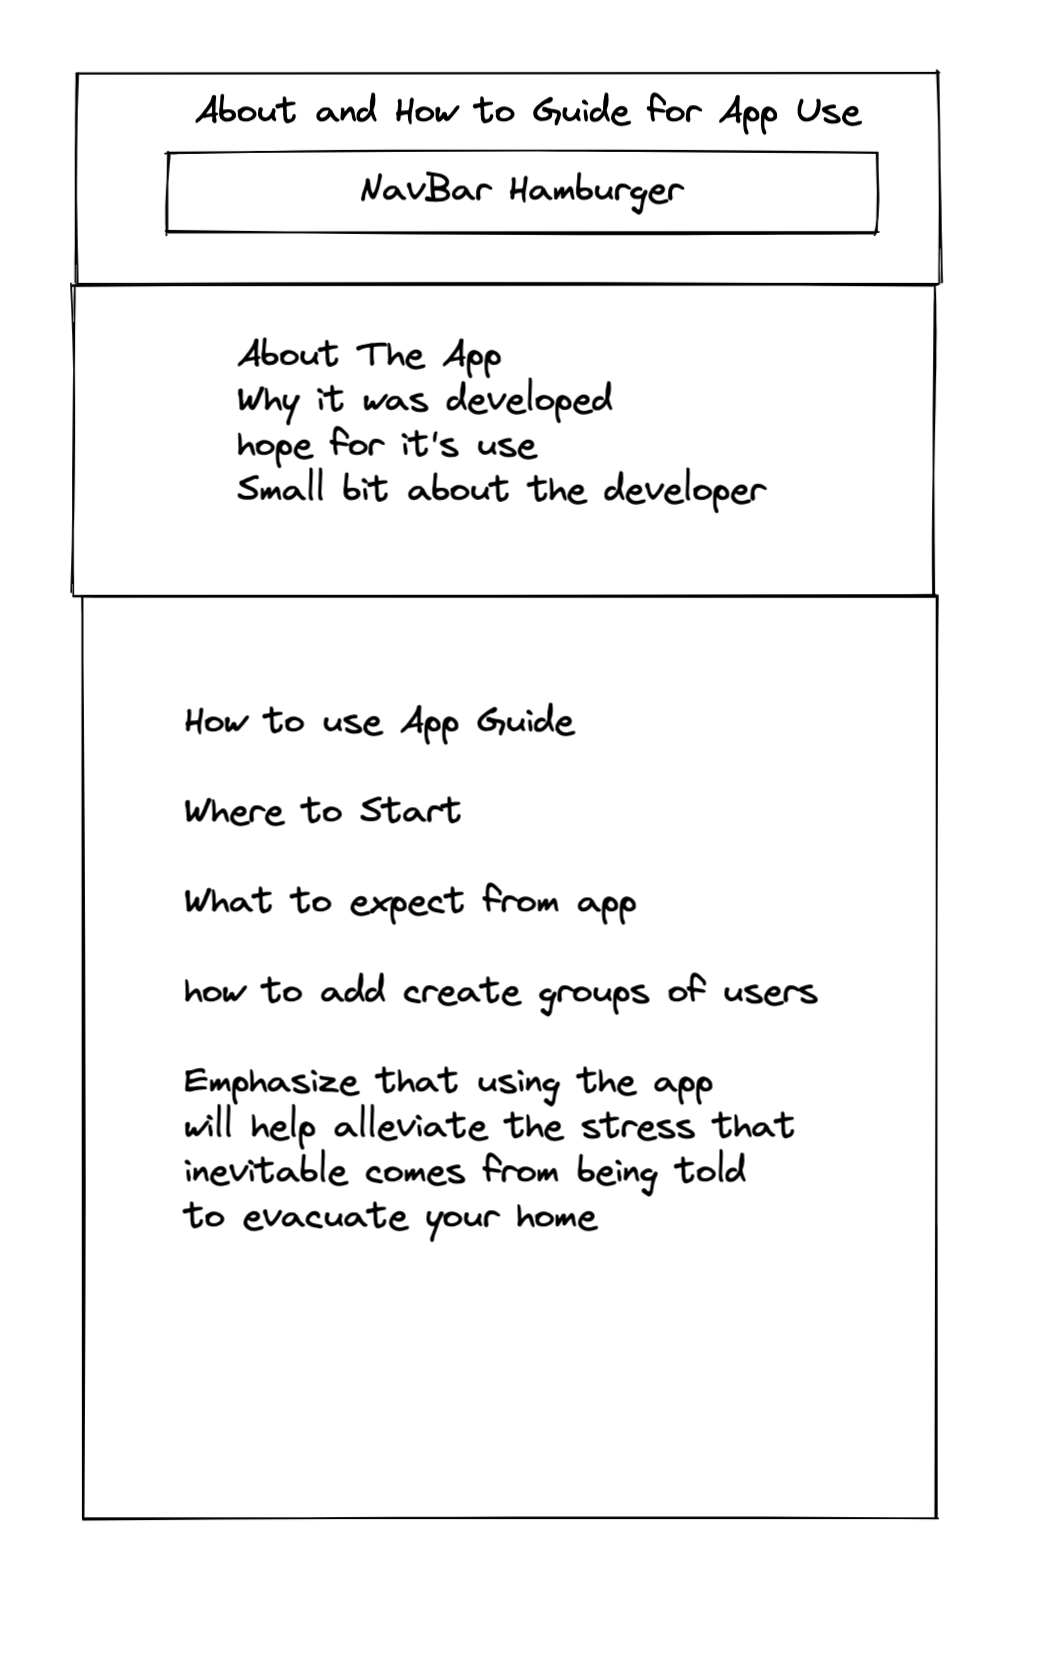 About and How to Guide for App Use
NavBar Hamburger
About The App
Why it was developed
hope for it's use
Small bit about the developer
How to use App Guide
Where to Start
What to expect from app
how to add create groups of users
Emphasize that using the app
will help alleviate the stress that
inevitable comes from being told
to evacuate your home